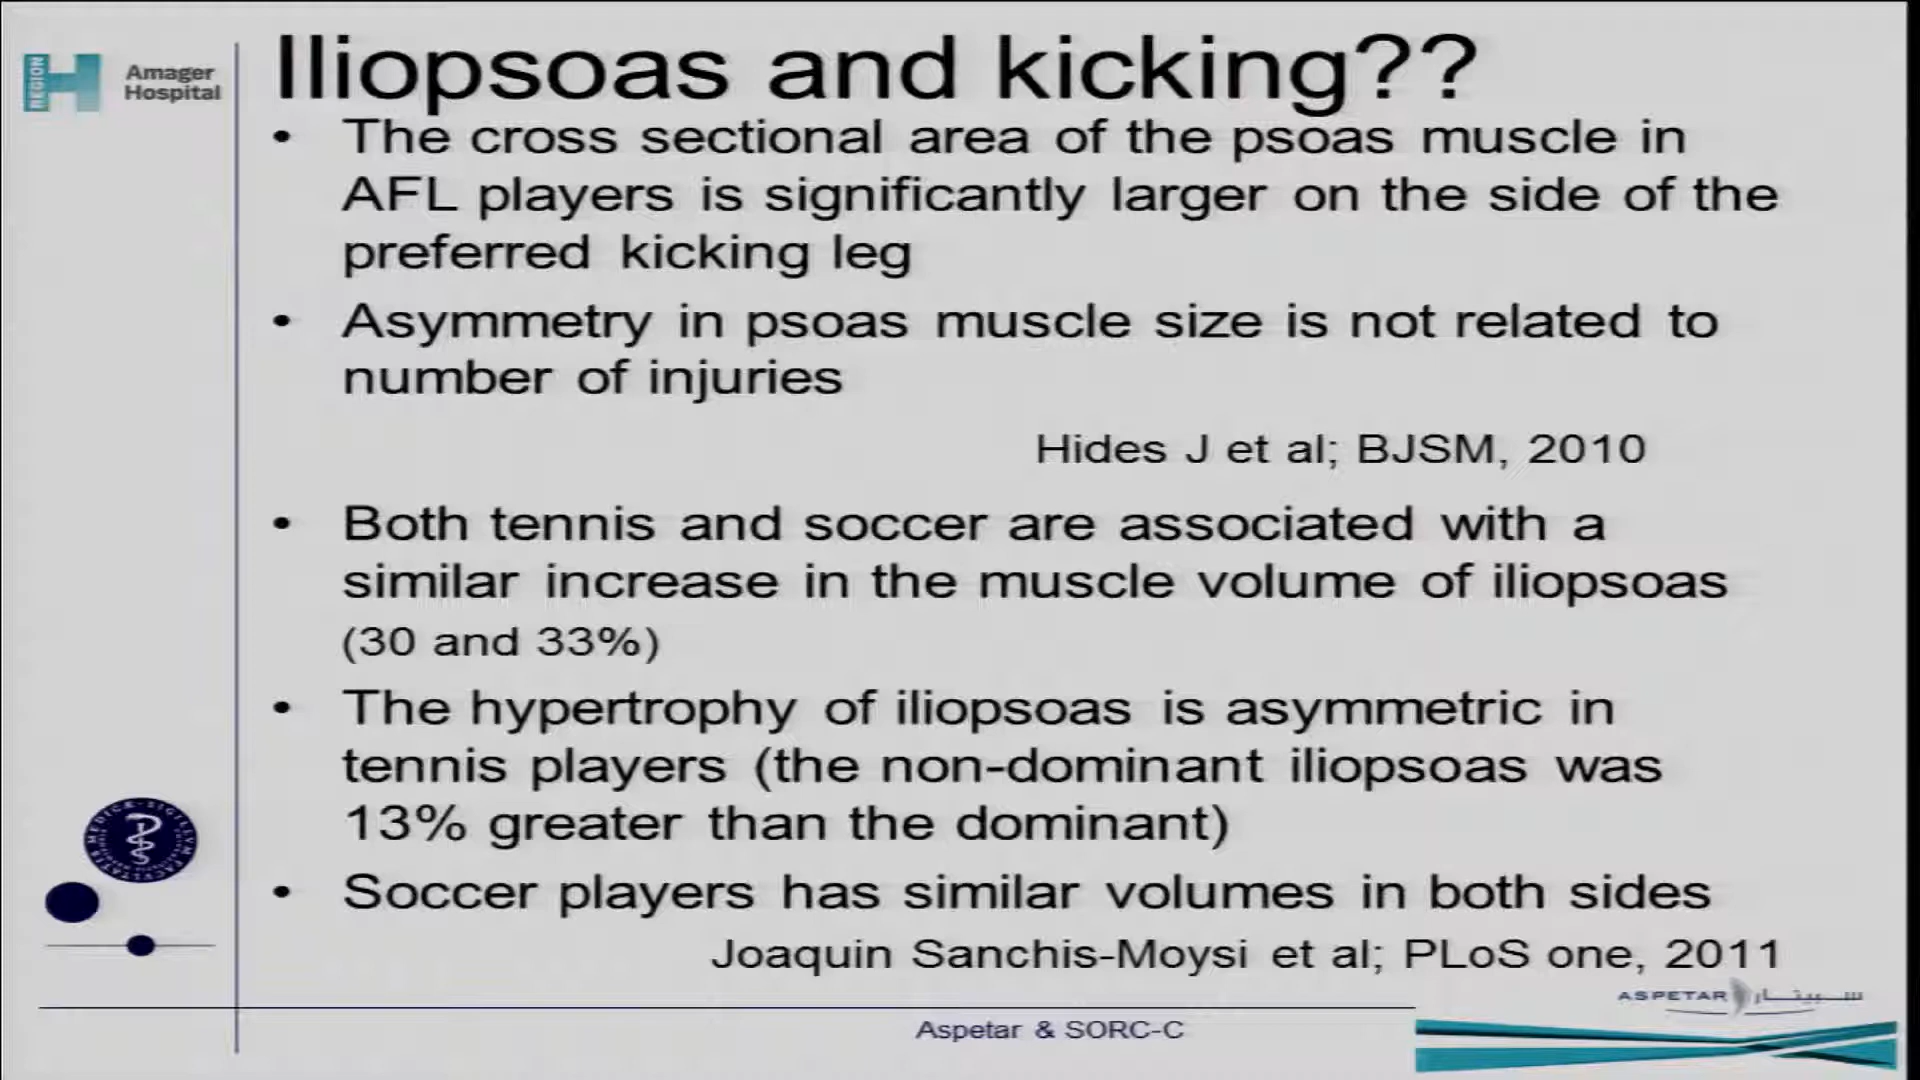 Iliopsoas and kicking??
REGION
Amager
Hospital
• The cross sectional area of the psoas muscle in
AFL players is significantly larger on the side of the
preferred kicking leg
• Asymmetry in psoas muscle size is not related to
number of injuries
Hides J et al; BJSM, 2010
• Both tennis and soccer are associated with a
similar increase in the muscle volume of iliopsoas
(30 and 33%)
• The hypertrophy of iliopsoas is asymmetric in
tennis players (the non-dominant iliopsoas was
13% greater than the dominant)
• Soccer players has similar volumes in both sides
Joaquin Sanchis-Moysi et al; PLoS one, 2011
ASPETAR سبيتار
Aspetar & SORC-C